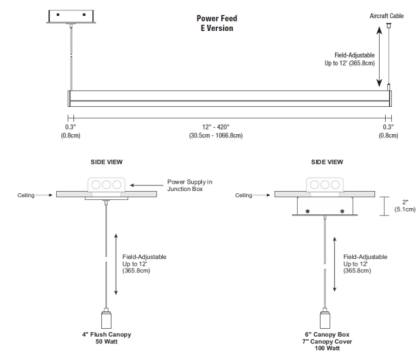 Power Feed
E Version
Aircraft Cable
Field-Adjustable
Up to 12' (365.8cm)
0.3"
(0.8cm)
12" - 420"
(30.5cm - 1066.8cm)
0.3"
(0.8cm)
SIDE VIEW
Power Supply in
Junction Box
Ceiling
Field-Adjustable
Up to 12'
(365.8cm)
4" Flush Canopy
50 Watt
SIDE VIEW
Ceiling
2"
(5.1cm)
Field-Adjustable
Up to 12'
(365.8cm)
6" Canopy Box
7" Canopy Cover
100 Watt